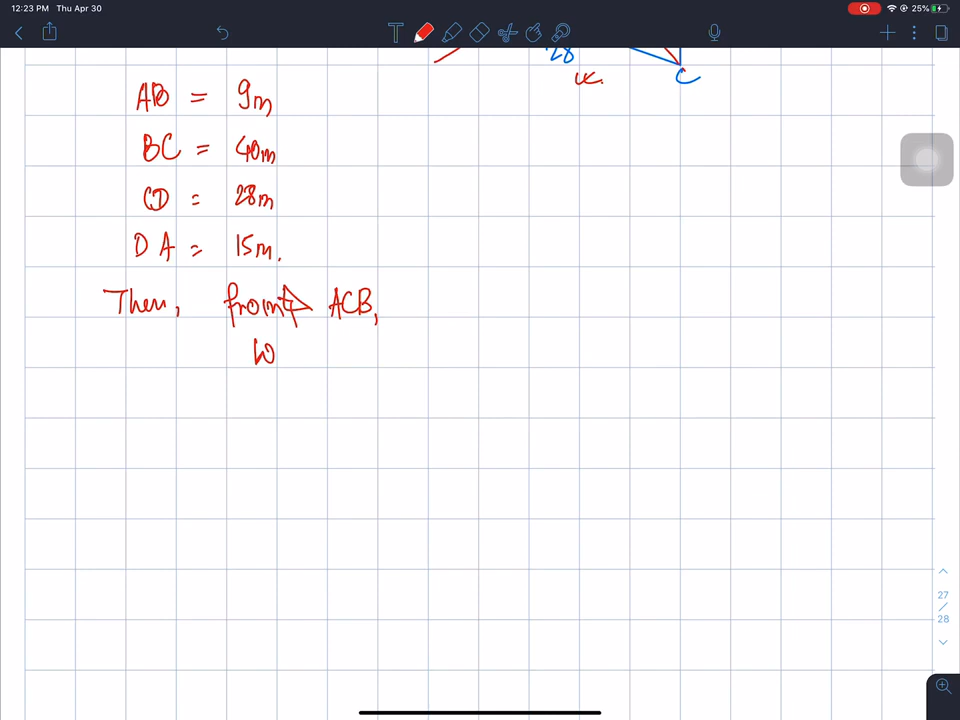 12:23 PM Thu Apr 30
25%
T
28
C
AB = 9m
BC = 40m
CD = 28m
DA = 15m.
Then, from ACB,
27
/
28